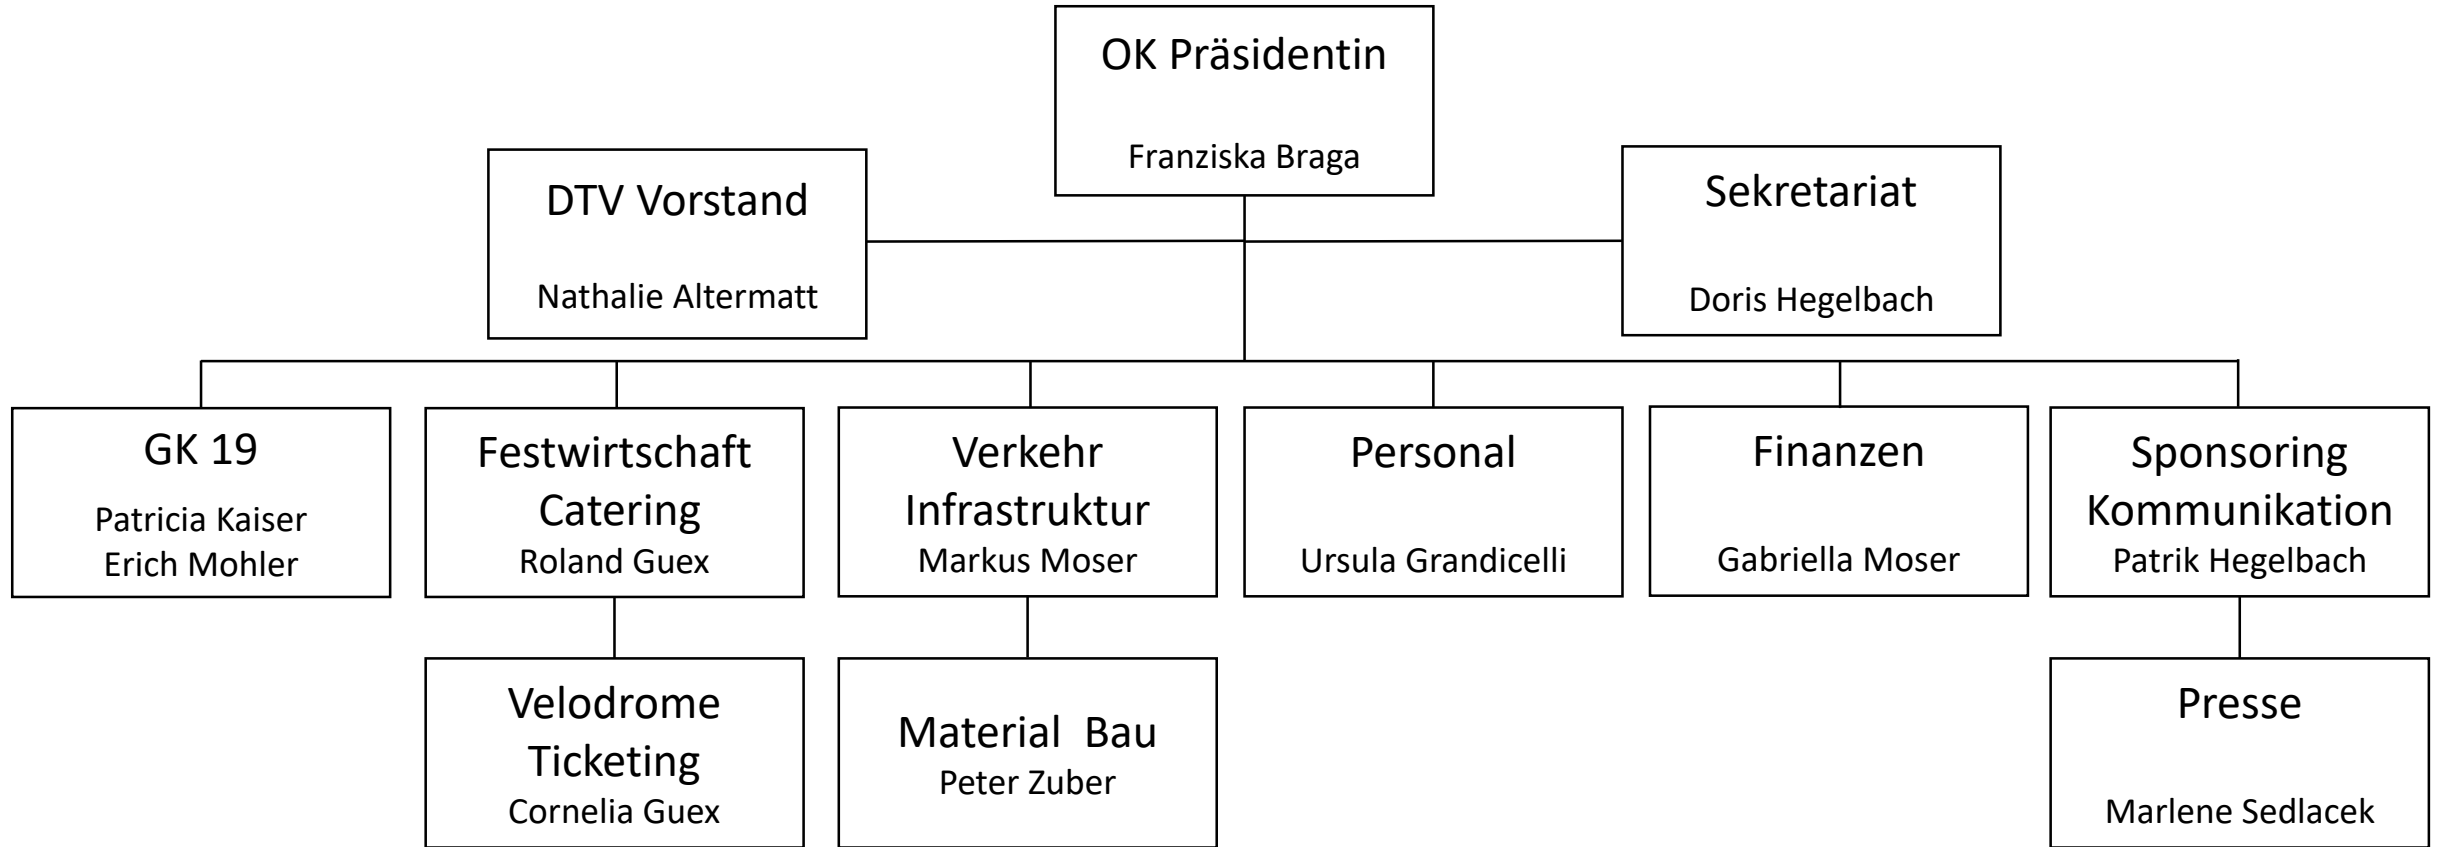 OK Präsidentin
Franziska Braga
DTV Vorstand
Nathalie Altermatt
Sekretariat
Doris Hegelbach
GK 19
Patricia Kaiser
Erich Mohler
Festwirtschaft
Catering
Roland Guex
Verkehr
Infrastruktur
Markus Moser
Personal
Ursula Grandicelli
Finanzen
Gabriella Moser
Sponsoring
Kommunikation
Patrik Hegelbach
Velodrome
Ticketing
Cornelia Guex
Material  Bau
Peter Zuber
Presse
Marlene Sedlacek